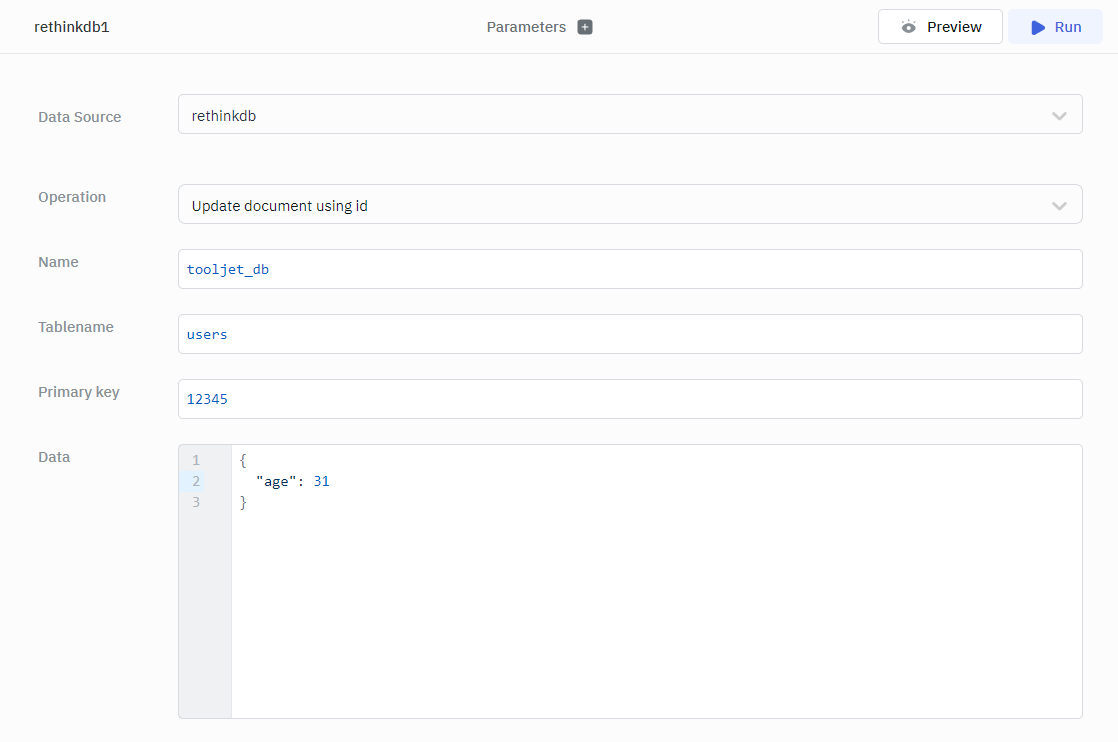 rethinkdb1
Parameters +
Preview
Run
Data Source
rethinkdb
Operation
Update document using id
Name
tooljet_db
Tablename
users
Primary key
12345
Data
1 {
2 "age": 31
3 }